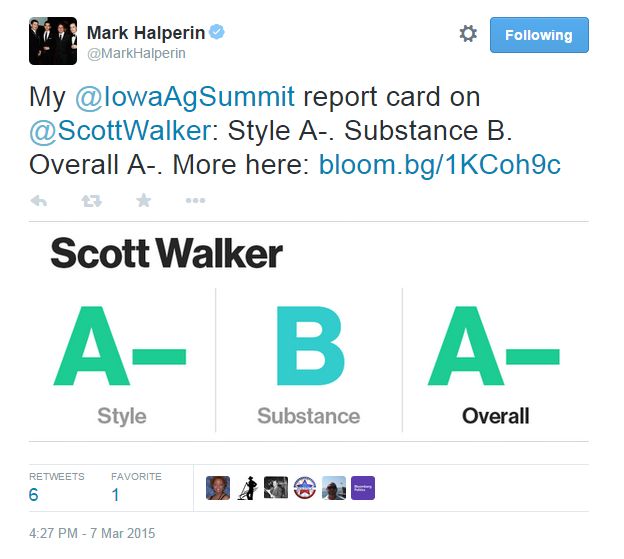 Mark Halperin
@MarkHalperin
Following
My @IowaAgSummit report card on
@ScottWalker: Style A-. Substance B.
Overall A-. More here: bloom.bg/1KCoh9c
Scott Walker
A– B A–
Style Substance Overall
RETWEETS FAVORITE
6 1
4:27 PM - 7 Mar 2015